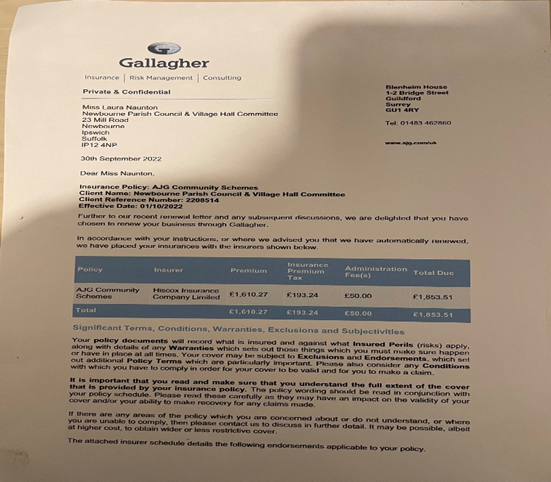 Gallagher
Insurance | Risk Management | Consulting
Private & Confidential
Blenheim House
1-2 Bridge Street
Guildford
Surrey
GU1 4RY
Tel: 01483 462860
www.ajg.com/uk
Miss Laura Naunton
Newbourne Parish Council & Village Hall Committee
23 Mill Road
Newbourne
Ipswich
Suffolk
IP12 4NP
30th September 2022
Dear Miss Naunton,
Insurance Policy: AJG Community Schemes
Client Name: Newbourne Parish Council & Village Hall Committee
Client Reference Number: 2208514
Effective Date: 01/10/2022
Further to our recent renewal letter and any subsequent discussions, we are delighted that you have
chosen to renew your business through Gallagher.
In accordance with your instructions, or where we advised you that we have automatically renewed,
we have placed your insurances with the insurers shown below.
Policy Insurer Premium Insurance Premium Tax Administration Fee(s) Total Due
AJG Community Schemes Hiscox Insurance Company Limited £1,610.27 £193.24 £50.00 £1,853.51
Total £1,610.27 £193.24 £50.00 £1,853.51
Significant Terms, Conditions, Warranties, Exclusions and Subjectivities
Your policy documents will record what is insured and against what Insured Perils (risks) apply,
along with details of any Warranties which sets out those things which you must make sure happen
or have in place at all times. Your cover may be subject to Exclusions and Endorsements, which set
out additional Policy Terms which are particularly important. Please also consider any Conditions
with which you have to comply in order for your cover to be valid and for you to make a claim.
It is important that you read and make sure that you understand the full extent of the cover
that is provided by your insurance policy. The policy wording should be read in conjunction with
your policy schedule. Please read these carefully as they may have an impact on the validity of your
cover and/or your ability to make recovery for any claims made.
If there are any areas of the policy which you are concerned about or do not understand, or where
you are unable to comply, then please contact us to discuss in further detail. It may be possible, albeit
at higher cost, to obtain wider or less restrictive cover.
The attached insurer schedule details the following endorsements applicable to your policy.